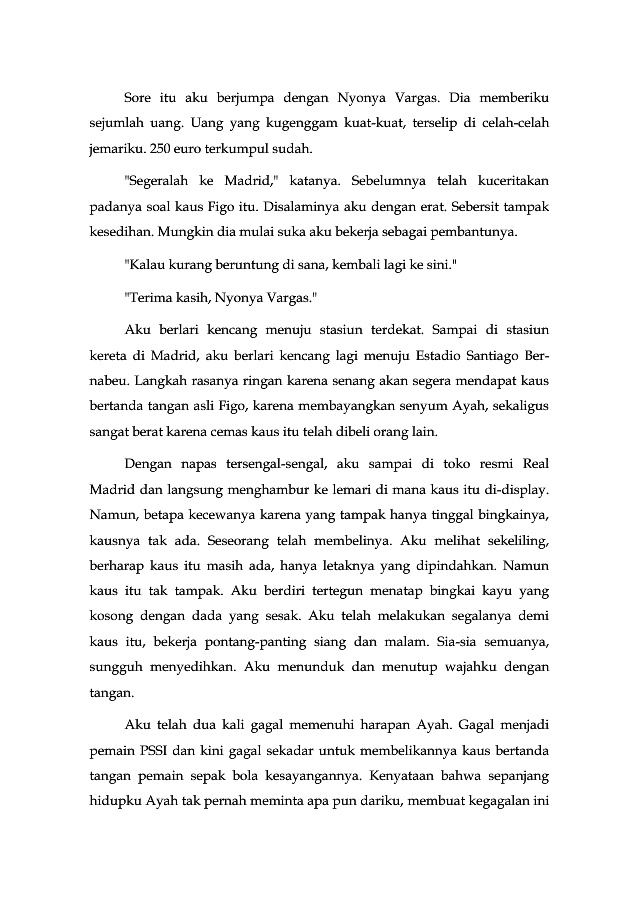 Sore itu aku berjumpa dengan Nyonya Vargas. Dia memberiku
sejumlah uang. Uang yang kugenggam kuat-kuat, terselip di celah-celah
jemariku. 250 euro terkumpul sudah.
"Segeralah ke Madrid," katanya. Sebelumnya telah kuceritakan
padanya soal kaus Figo itu. Disalaminya aku dengan erat. Sebersit tampak
kesedihan. Mungkin dia mulai suka aku bekerja sebagai pembantunya.
"Kalau kurang beruntung di sana, kembali lagi ke sini."
"Terima kasih, Nyonya Vargas."
Aku berlari kencang menuju stasiun terdekat. Sampai di stasiun
kereta di Madrid, aku berlari kencang lagi menuju Estadio Santiago Ber-
nabeu. Langkah rasanya ringan karena senang akan segera mendapat kaus
bertanda tangan asli Figo, karena membayangkan senyum Ayah, sekaligus
sangat berat karena cemas kaus itu telah dibeli orang lain.
Dengan napas tersengal-sengal, aku sampai di toko resmi Real
Madrid dan langsung menghambur ke lemari di mana kaus itu di-display.
Namun, betapa kecewanya karena yang tampak hanya tinggal bingkainya,
kausnya tak ada. Seseorang telah membelinya. Aku melihat sekeliling,
berharap kaus itu masih ada, hanya letaknya yang dipindahkan. Namun
kaus itu tak tampak. Aku berdiri tertegun menatap bingkai kayu yang
kosong dengan dada yang sesak. Aku telah melakukan segalanya demi
kaus itu, bekerja pontang-panting siang dan malam. Sia-sia semuanya,
sungguh menyedihkan. Aku menunduk dan menutup wajahku dengan
tangan.
Aku telah dua kali gagal memenuhi harapan Ayah. Gagal menjadi
pemain PSSI dan kini gagal sekadar untuk membelikannya kaus bertanda
tangan pemain sepak bola kesayangannya. Kenyataan bahwa sepanjang
hidupku Ayah tak pernah meminta apa pun dariku, membuat kegagalan ini